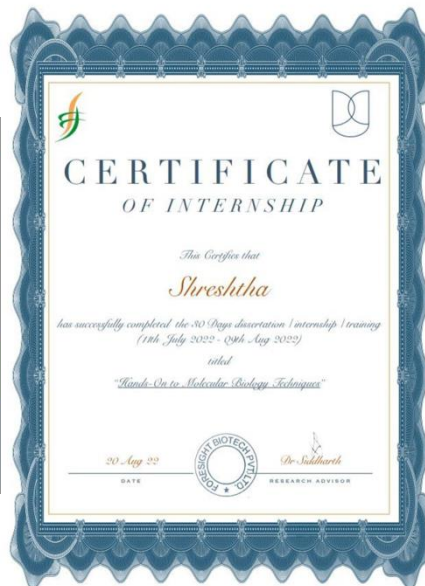 CERTIFICATE
OF INTERNSHIP
This Certifies that
Shreshtha
has successfully completed the 30 Days dissertation | internship | training
(11th July 2022 - 09th Aug 2022)
titled
"Hands-On to Molecular Biology Techniques"
20 Aug 22
DATE
FORESIGHT BIOTECH PVT.LTD
Dr Siddharth
RESEARCH ADVISOR